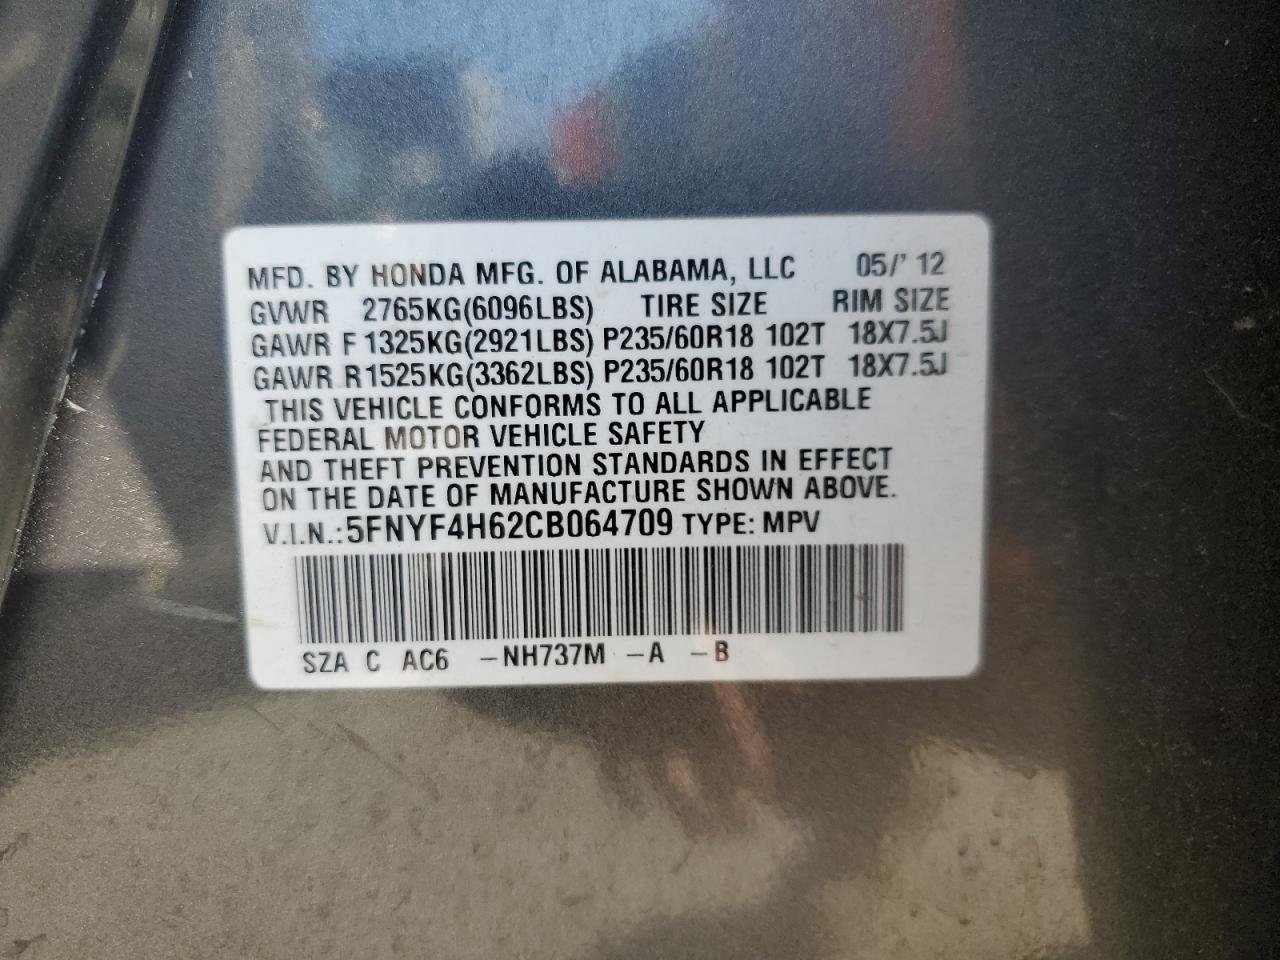 MFD. BY HONDA MFG. OF ALABAMA, LLC 05/' 12
GVWR 2765KG(6096LBS) TIRE SIZE RIM SIZE
GAWR F 1325KG(2921LBS) P235/60R18 102T 18X7.5J
GAWR R1525KG(3362LBS) P235/60R18 102T 18X7.5J
THIS VEHICLE CONFORMS TO ALL APPLICABLE
FEDERAL MOTOR VEHICLE SAFETY
AND THEFT PREVENTION STANDARDS IN EFFECT
ON THE DATE OF MANUFACTURE SHOWN ABOVE.
V.I.N.:5FNYF4H62CB064709 TYPE: MPV
SZA C AC6 -NH737M -A -B